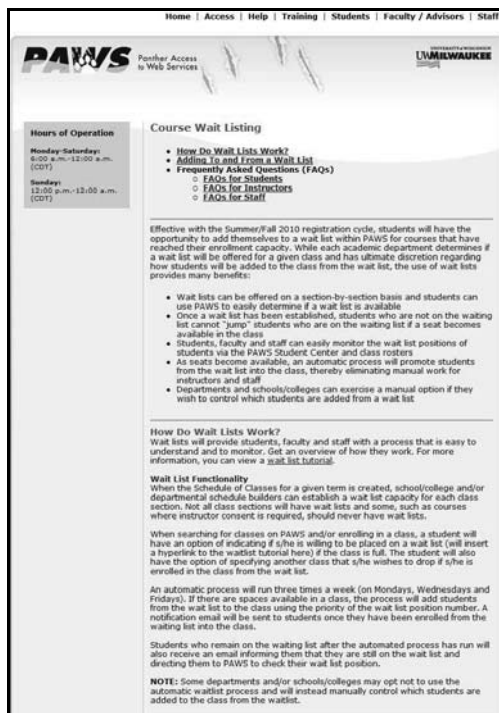 Home | Access | Help | Training | Students | Faculty / Advisors | Staff
PAWS
Panther Access
to Web Services
UNIVERSITY of WISCONSIN
UWMILWAUKEE
Hours of Operation
Monday-Saturday:
6:00 a.m.-12:00 a.m.
(CDT)
Sunday:
12:00 p.m.-12:00 a.m.
(CDT)
Course Wait Listing
• How Do Wait Lists Work?
• Adding To and From a Wait List
• Frequently Asked Questions (FAQs)
○ FAQs for Students
○ FAQs for Instructors
○ FAQs for Staff
Effective with the Summer/Fall 2010 registration cycle, students will have the
opportunity to add themselves to a wait list within PAWS for courses that have
reached their enrollment capacity. While each academic department determines if
a wait list will be offered for a given class and has ultimate discretion regarding
how students will be added to the class from the wait list, the use of wait lists
provides many benefits:
• Wait lists can be offered on a section-by-section basis and students can
use PAWS to easily determine if a wait list is available
• Once a wait list has been established, students who are not on the waiting
list cannot "jump" students who are on the waiting list if a seat becomes
available in the class
• Students, faculty and staff can easily monitor the wait list positions of
students via the PAWS Student Center and class rosters
• As seats become available, an automatic process will promote students
from the wait list into the class, thereby eliminating manual work for
instructors and staff
• Departments and schools/colleges can exercise a manual option if they
wish to control which students are added from a wait list
How Do Wait Lists Work?
Wait lists will provide students, faculty and staff with a process that is easy to
understand and to monitor. Get an overview of how they work. For more
information, you can view a wait list tutorial.
Wait List Functionality
When the Schedule of Classes for a given term is created, school/college and/or
departmental schedule builders can establish a wait list capacity for each class
section. Not all class sections will have wait lists and some, such as courses
where instructor consent is required, should never have wait lists.
When searching for classes on PAWS and/or enrolling in a class, a student will
have an option of indicating if s/he is willing to be placed on a wait list (will insert
a hyperlink to the waitlist tutorial here) if the class is full. The student will also
have the option of specifying another class that s/he wishes to drop if s/he is
enrolled in the class from the wait list.
An automatic process will run three times a week (on Mondays, Wednesdays and
Fridays). If there are spaces available in a class, the process will add students
from the wait list to the class using the priority of the wait list position number. A
notification email will be sent to students once they have been enrolled from the
waiting list into the class.
Students who remain on the waiting list after the automated process has run will
also receive an email informing them that they are still on the wait list and
directing them to PAWS to check their wait list position.
NOTE: Some departments and/or schools/colleges may opt not to use the
automatic waitlist process and will instead manually control which students are
added to the class from the waitlist.